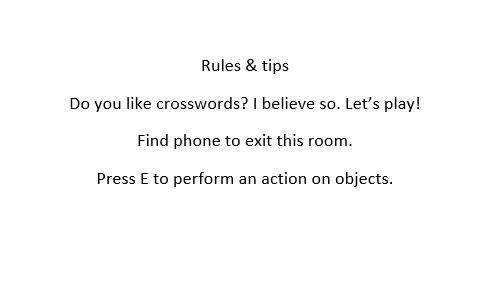 Rules & tips
Do you like crosswords? I believe so. Let’s play!
Find phone to exit this room.
Press E to perform an action on objects.